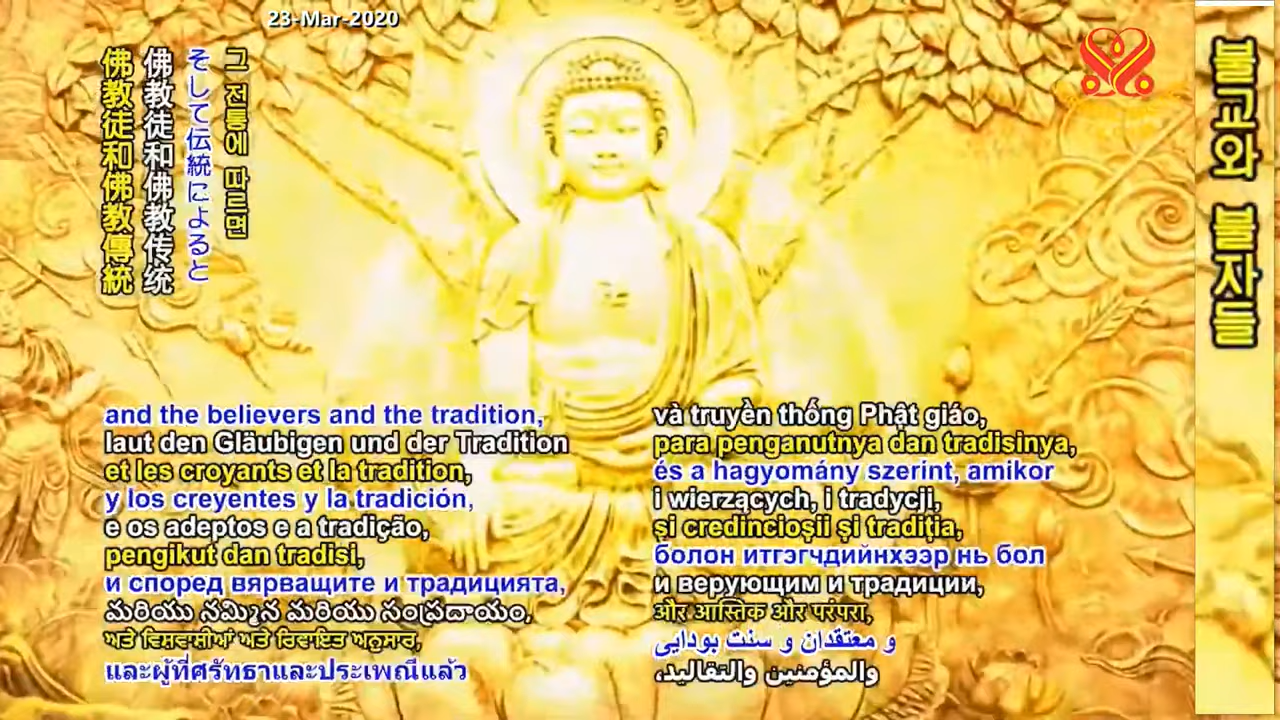 23-Mar-2020
불교와 불자들
그 전통에 따르면
そして伝統によると
佛教徒和佛教传统
佛教徒和佛教傳統
and the believers and the tradition,
laut den Gläubigen und der Tradition
et les croyants et la tradition,
y los creyentes y la tradición,
e os adeptos e a tradição,
pengikut dan tradisi,
и според вярващите и традицията,
మరియు నమ్మిన మరియు సంప్రదాయం,
ਅਤੇ ਵਿਸ਼ਵਾਸ਼ੀਆਂ ਅਤੇ ਰਿਵਾਇਤ ਅਨੁਸਾਰ,
และผู้ที่ศรัทธาและประเพณีแล้ว
và truyền thống Phật giáo,
para penganutnya dan tradisinya,
és a hagyomány szerint, amikor
i wierzących, i tradycji,
și credincioșii și tradiția,
болон итгэгчдийнхээр нь бол
и верующим и традиции,
और आस्तिक और परंपरा,
و معتقدان و سنت بودایی
والمؤمنين والتقاليد،